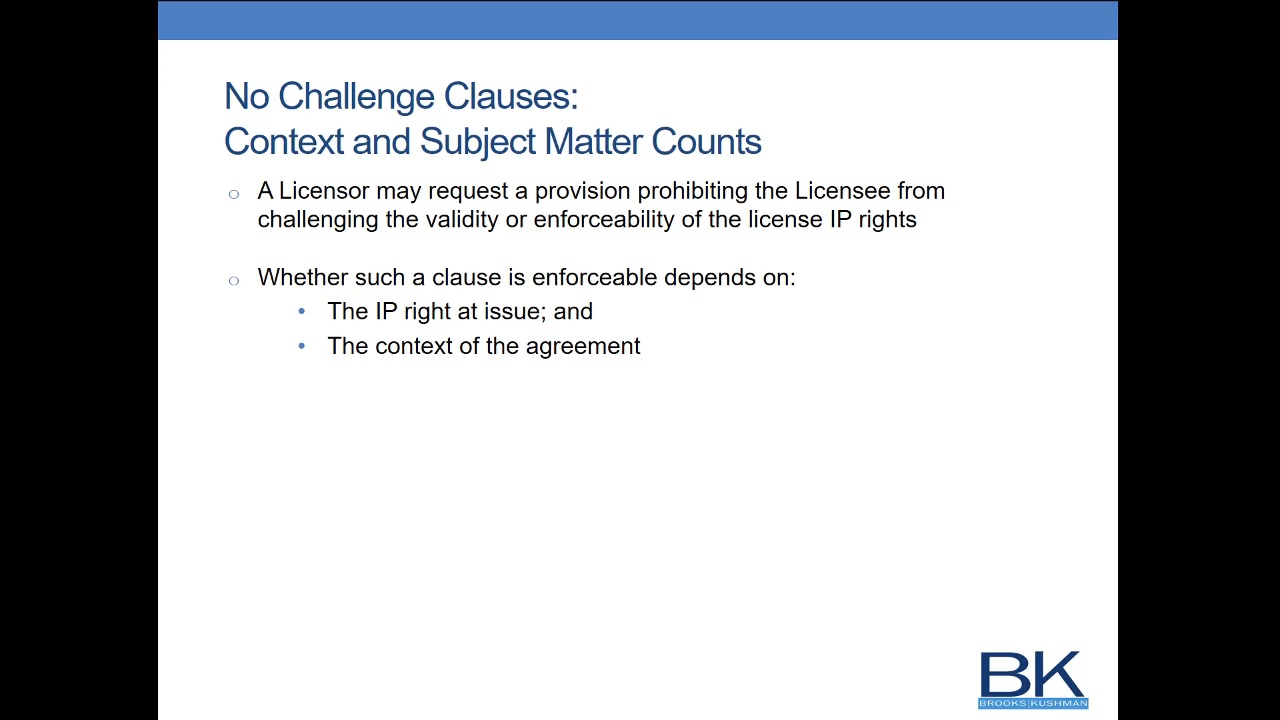 No Challenge Clauses:
Context and Subject Matter Counts
A Licensor may request a provision prohibiting the Licensee from
challenging the validity or enforceability of the license IP rights
Whether such a clause is enforceable depends on:
The IP right at issue; and
The context of the agreement
BK
BROOKS|KUSHMAN